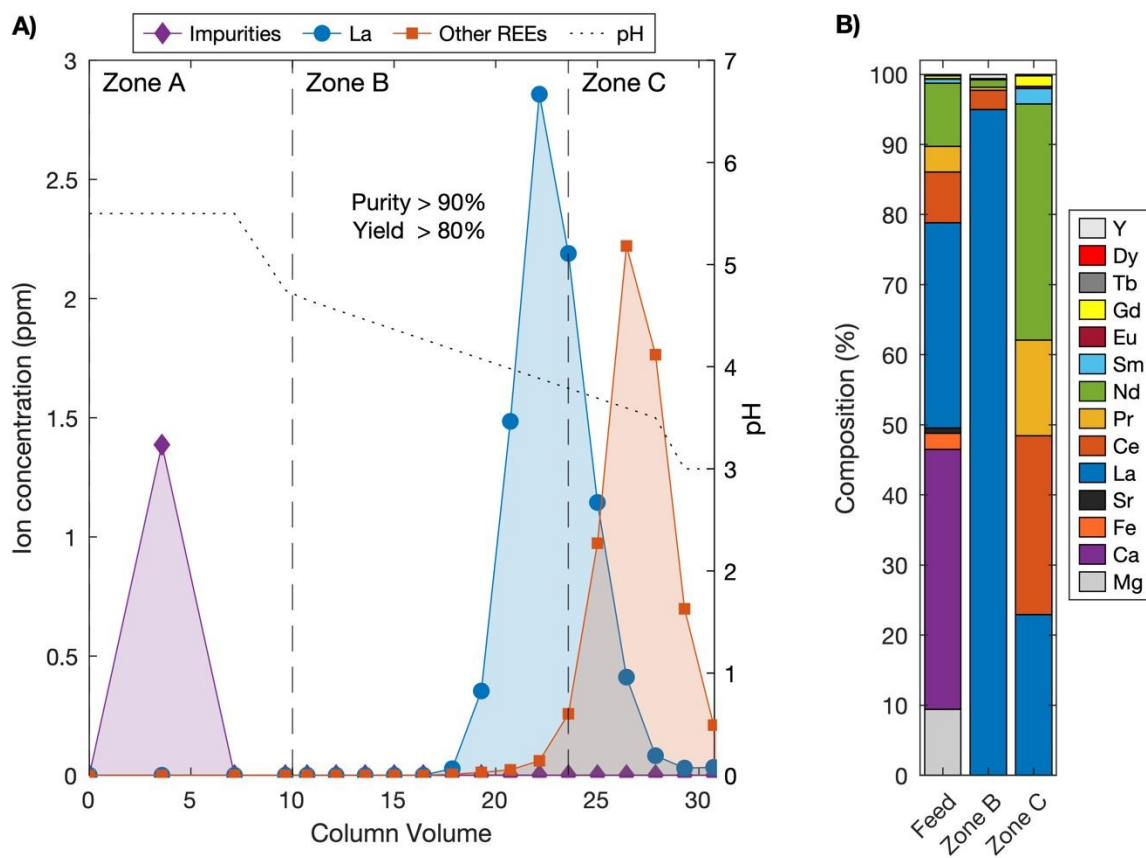 A)
Impurities La Other REEs pH
Zone A Zone B Zone C
Purity > 90%
Yield > 80%
3
2.5
2
1.5
1
0.5
0
Ion concentration (ppm)
7
6
5
4
3
2
1
0
pH
0 5 10 15 20 25 30
Column Volume
B)
100
90
80
70
60
50
40
30
20
10
0
Composition (%)
Feed Zone B Zone C
Y
Dy
Tb
Gd
Eu
Sm
Nd
Pr
Ce
La
Sr
Fe
Ca
Mg